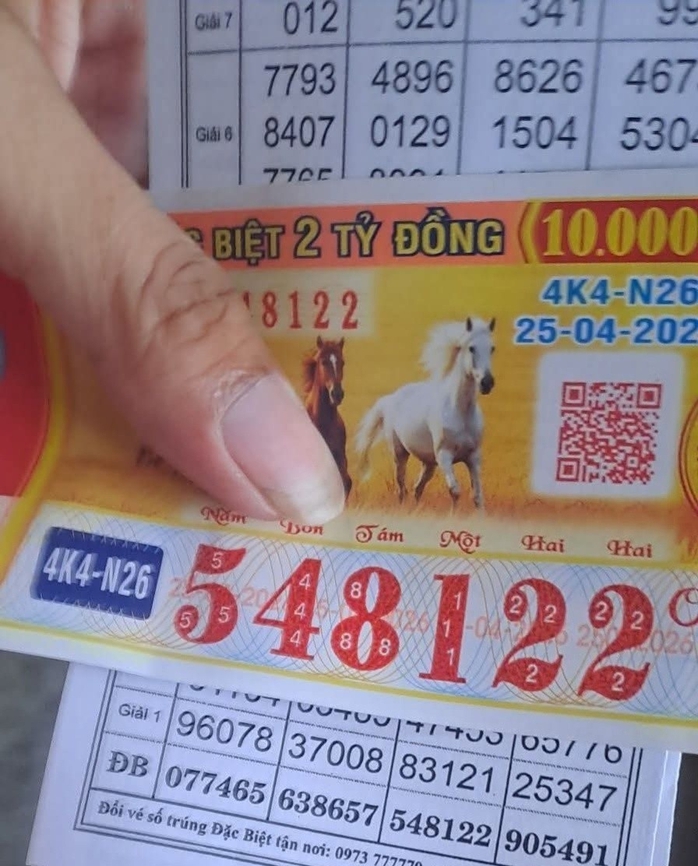 Giải 7 012 520 341
7793 4896 8626 467
Giải 6 8407 0129 1504 530
BIỆT 2 TỶ ĐỒNG 10.000
8122
4K4-N26
25-04-202
Năm Bốn Tám Một Hai Hai
4K4-N26 548122
Giải 1 96078 37008 83121 25347
ĐB 077465 638657 548122 905491
Đổi vé số trúng Đặc Biệt tận nơi: 0973